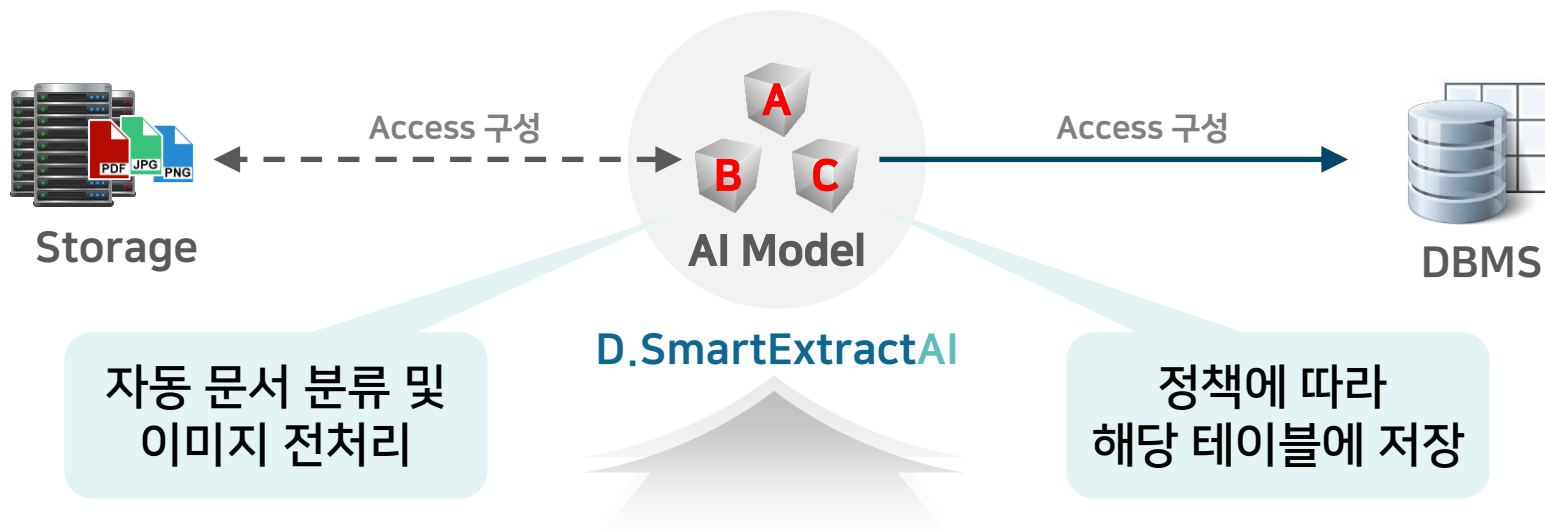 Access 구성
Access 구성
A
B
C
PDF
JPG
PNG
Storage
AI Model
DBMS
D.SmartExtractAI
자동 문서 분류 및
이미지 전처리
정책에 따라
해당 테이블에 저장